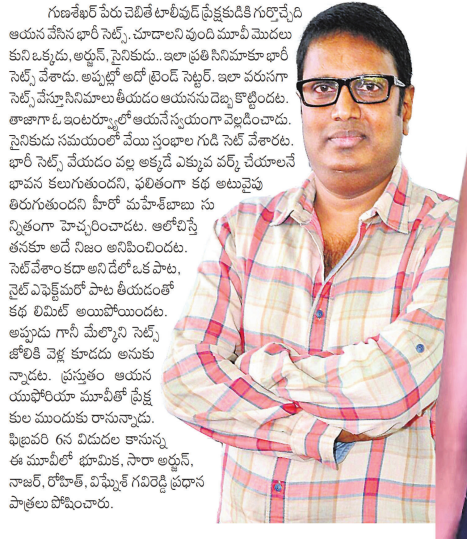 గుణశేఖర్ పేరు చెబితే టాలీవుడ్ ప్రేక్షకుడికి గుర్తొచ్చేది
ఆయన వేసిన భారీ సెట్స్. చూడాలని వుంది మూవీ మొదలు
కుని ఒక్కడు, అర్జున్, సైనికుడు.. ఇలా ప్రతి సినిమాకూ భారీ
సెట్స్ వేశాడు. అప్పట్లో అదో ట్రెండ్ సెట్టర్. ఇలా వరుసగా
సెట్స్ వేస్తూ సినిమాలు తీయడం ఆయనను దెబ్బ కొట్టిందట.
తాజాగా ఓ ఇంటర్వ్యూలో ఆయనే స్వయంగా వెల్లడించాడు.
సైనికుడు సమయంలో వేయి స్తంభాల గుడి సెట్ వేశారట.
భారీ సెట్స్ వేయడం వల్ల అక్కడే ఎక్కువ వర్క్ చేయాలనే
భావన కలుగుతుందని, ఫలితంగా కథ అటువైపు
తిరుగుతుందని హీరో మహేశ్‌బాబు సు
న్నితంగా హెచ్చరించాడట. ఆలోచిస్తే
తనకూ అదే నిజం అనిపించిందట.
సెట్ వేశాం కదా అని డేలో ఒక పాట,
నైట్ ఎఫెక్ట్‌మరో పాట తీయడంతో
కథ లిమిట్ అయిపోయిందట.
అప్పుడు గానీ మేల్కొని సెట్స్
జోలికి వెళ్ల కూడదు అనుకు
న్నాడట. ప్రస్తుతం ఆయన
యుఫోరియా మూవీతో ప్రేక్ష
కుల ముందుకు రానున్నాడు.
ఫిబ్రవరి 6న విడుదల కానున్న
ఈ మూవీలో భూమిక, సారా అర్జున్,
నాజర్, రోహిత్, విఘ్నేశ్ గవిరెడ్డి ప్రధాన
పాత్రలు పోషించారు.